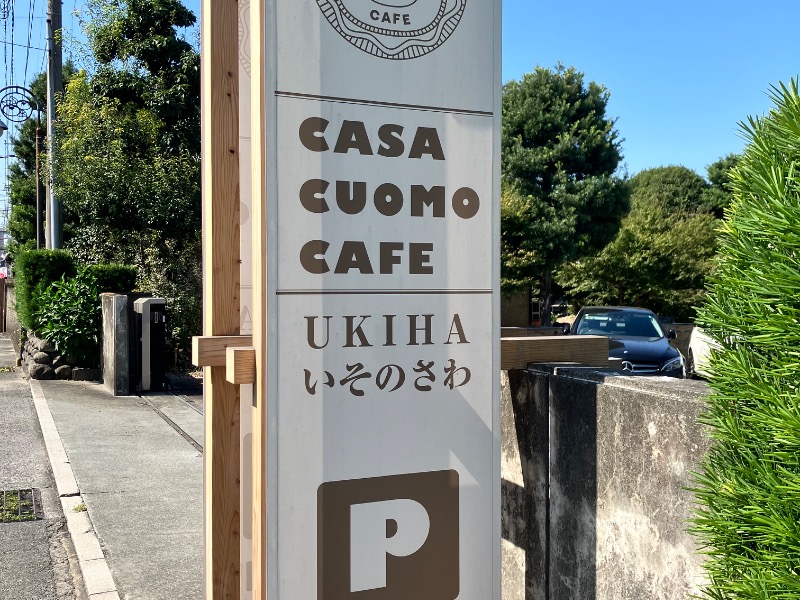 CAFE
CASA
CUOMO
CAFE
UKIHA
いそのさわ
P